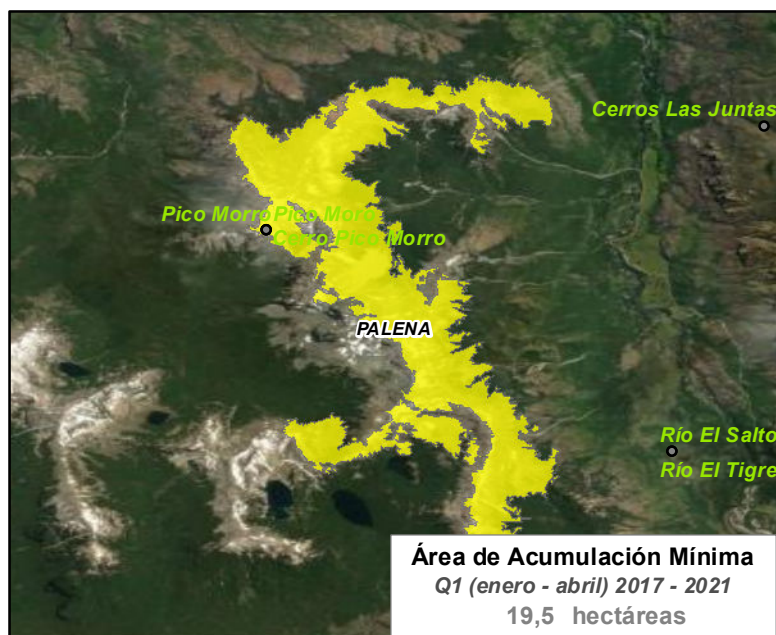 Cerros Las Juntas
Pico Morro Pico Moro
Cerro Pico Morro
PALENA
Río El Salto
Río El Tigre
Área de Acumulación Mínima
Q1 (enero - abril) 2017 - 2021
19,5 hectáreas